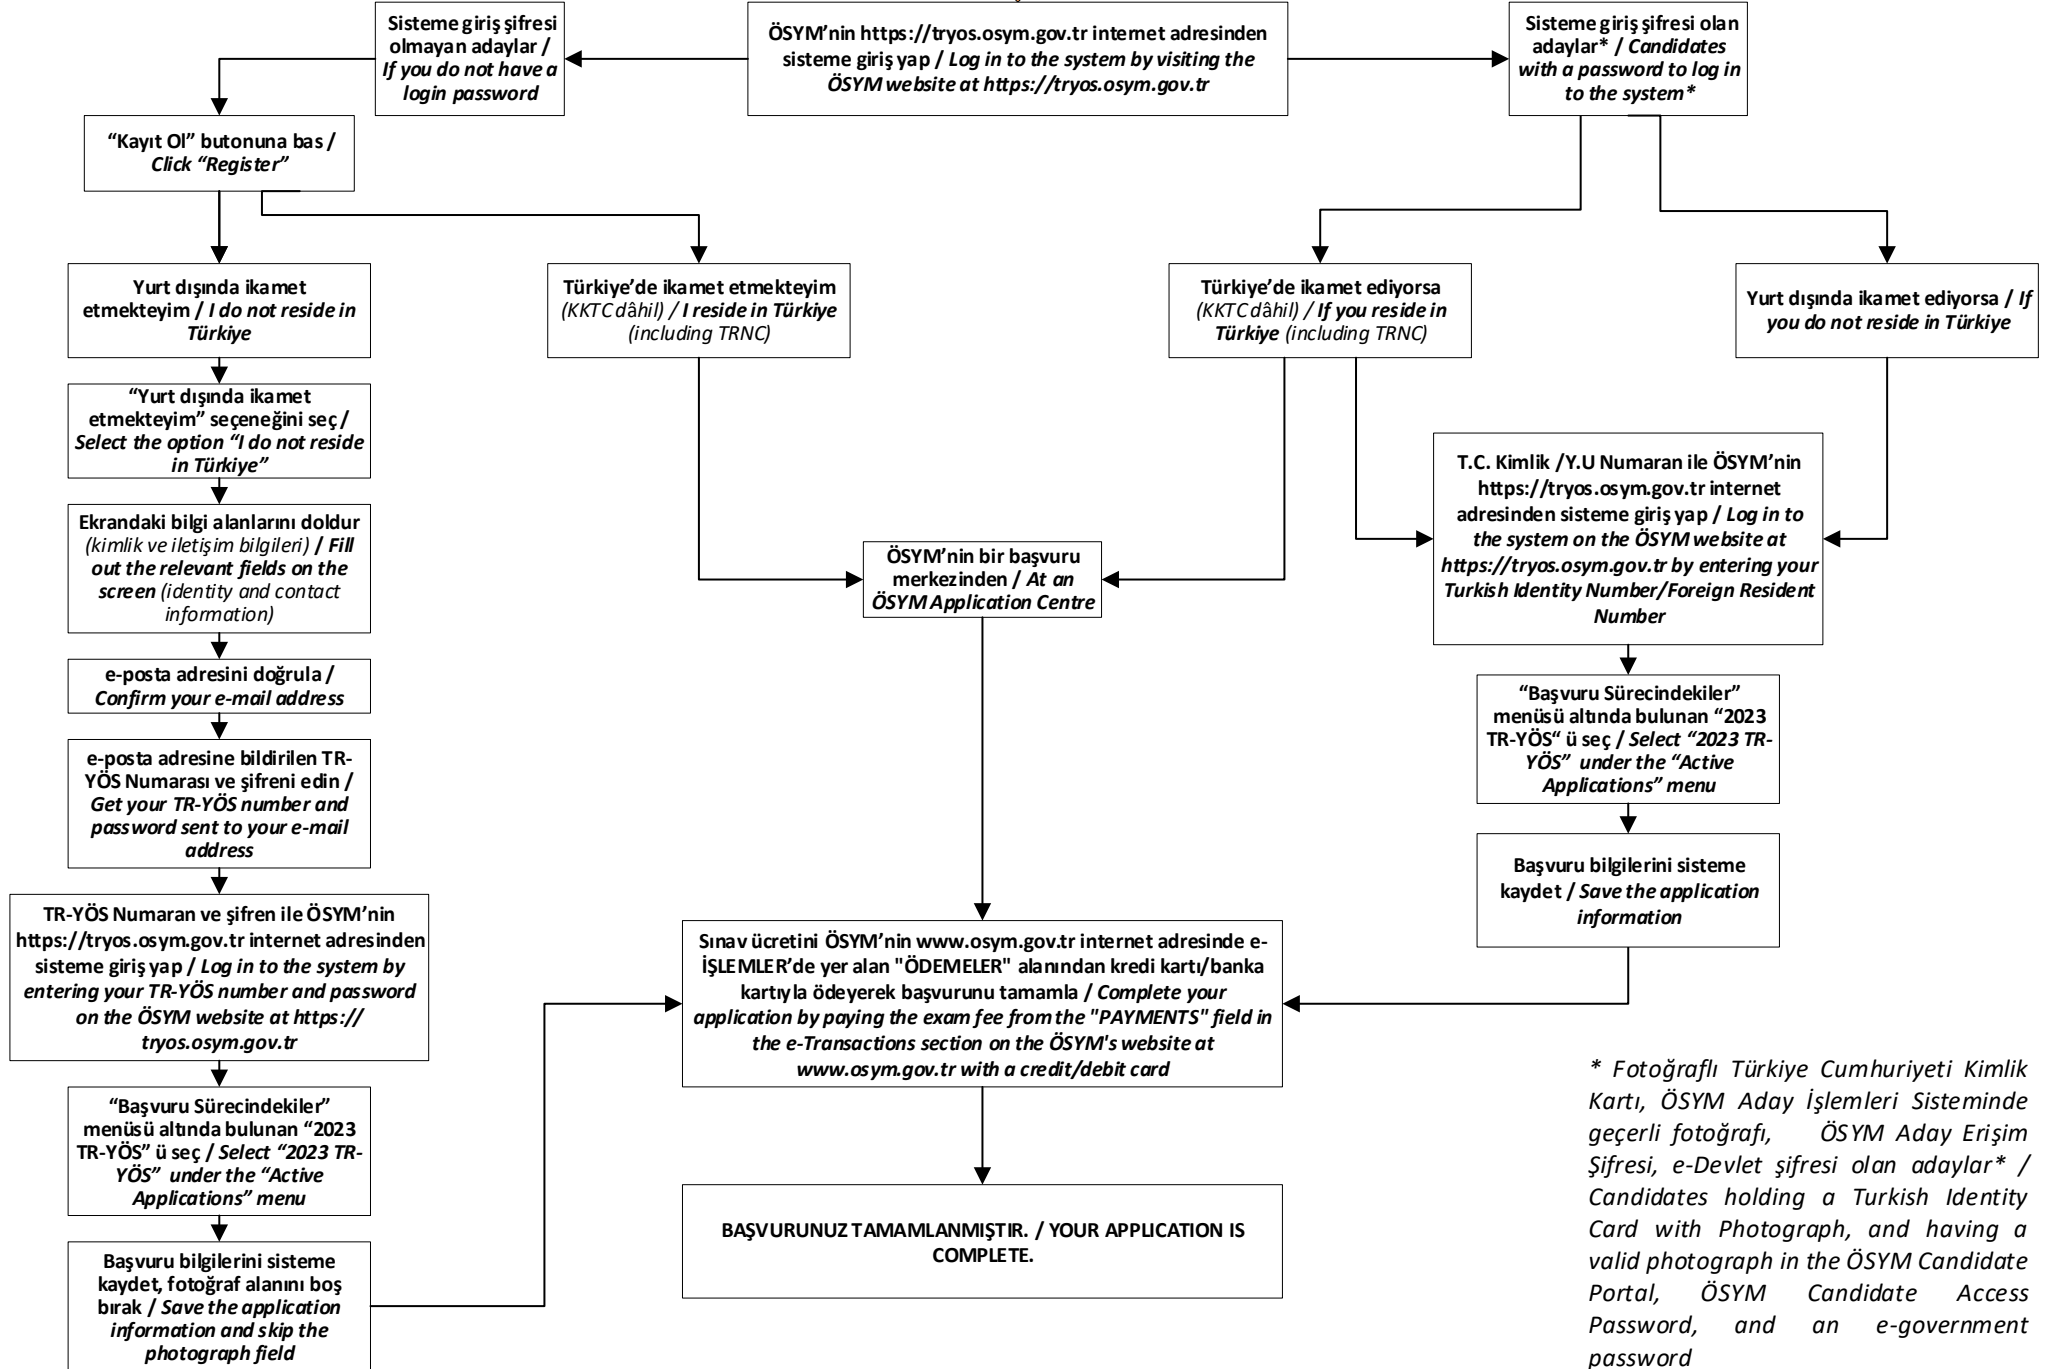 Sisteme giriş şifresi
olmayan adaylar /
If you do not have a
login password
ÖSYM’nin https://tryos.osym.gov.tr internet adresinden
sisteme giriş yap / Log in to the system by visiting the
ÖSYM website at https://tryos.osym.gov.tr
Sisteme giriş şifresi olan
adaylar* / Candidates
with a password to log in
to the system*
“Kayıt Ol” butonuna bas /
Click “Register”
Yurt dışında ikamet
etmekteyim / I do not reside in
Türkiye
Türkiye’de ikamet etmekteyim
(KKTC dâhil) / I reside in Türkiye
(including TRNC)
Türkiye’de ikamet ediyorsa
(KKTC dâhil) / If you reside in
Türkiye (including TRNC)
Yurt dışında ikamet ediyorsa / If
you do not reside in Türkiye
“Yurt dışında ikamet
etmekteyim” seçeneğini seç /
Select the option “I do not reside
in Türkiye”
Ekrandaki bilgi alanlarını doldur
(kimlik ve iletişim bilgileri) / Fill
out the relevant fields on the
screen (identity and contact
information)
e-posta adresini doğrula /
Confirm your e-mail address
e-posta adresine bildirilen TR-
YÖS Numarası ve şifreni edin /
Get your TR-YÖS number and
password sent to your e-mail
address
TR-YÖS Numaran ve şifren ile ÖSYM’nin
https://tryos.osym.gov.tr internet adresinden
sisteme giriş yap / Log in to the system by
entering your TR-YÖS number and password
on the ÖSYM website at https://
tryos.osym.gov.tr
“Başvuru Sürecindekiler”
menüsü altında bulunan “2023
TR-YÖS” ü seç / Select “2023 TR-
YÖS” under the “Active
Applications” menu
Başvuru bilgilerini sisteme
kaydet, fotoğraf alanını boş
bırak / Save the application
information and skip the
photograph field
ÖSYM’nin bir başvuru
merkezinden / At an
ÖSYM Application Centre
T.C. Kimlik /Y.U Numaran ile ÖSYM’nin
https://tryos.osym.gov.tr internet
adresinden sisteme giriş yap / Log in to
the system on the ÖSYM website at
https://tryos.osym.gov.tr by entering your
Turkish Identity Number/Foreign Resident
Number
“Başvuru Sürecindekiler”
menüsü altında bulunan “2023
TR-YÖS“ ü seç / Select “2023 TR-
YÖS” under the “Active
Applications” menu
Başvuru bilgilerini sisteme
kaydet / Save the application
information
Sınav ücretini ÖSYM’nin www.osym.gov.tr internet adresinde e-
İŞLEMLER’de yer alan "ÖDEMELER" alanından kredi kartı/banka
kartıyla ödeyerek başvurunu tamamla / Complete your
application by paying the exam fee from the "PAYMENTS" field in
the e-Transactions section on the ÖSYM's website at
www.osym.gov.tr with a credit/debit card
BAŞVURUNUZ TAMAMLANMIŞTIR. / YOUR APPLICATION IS
COMPLETE.
* Fotoğraflı Türkiye Cumhuriyeti Kimlik
Kartı, ÖSYM Aday İşlemleri Sisteminde
geçerli fotoğrafı, ÖSYM Aday Erişim
Şifresi, e-Devlet şifresi olan adaylar* /
Candidates holding a Turkish Identity
Card with Photograph, and having a
valid photograph in the ÖSYM Candidate
Portal, ÖSYM Candidate Access
Password, and an e-government
password